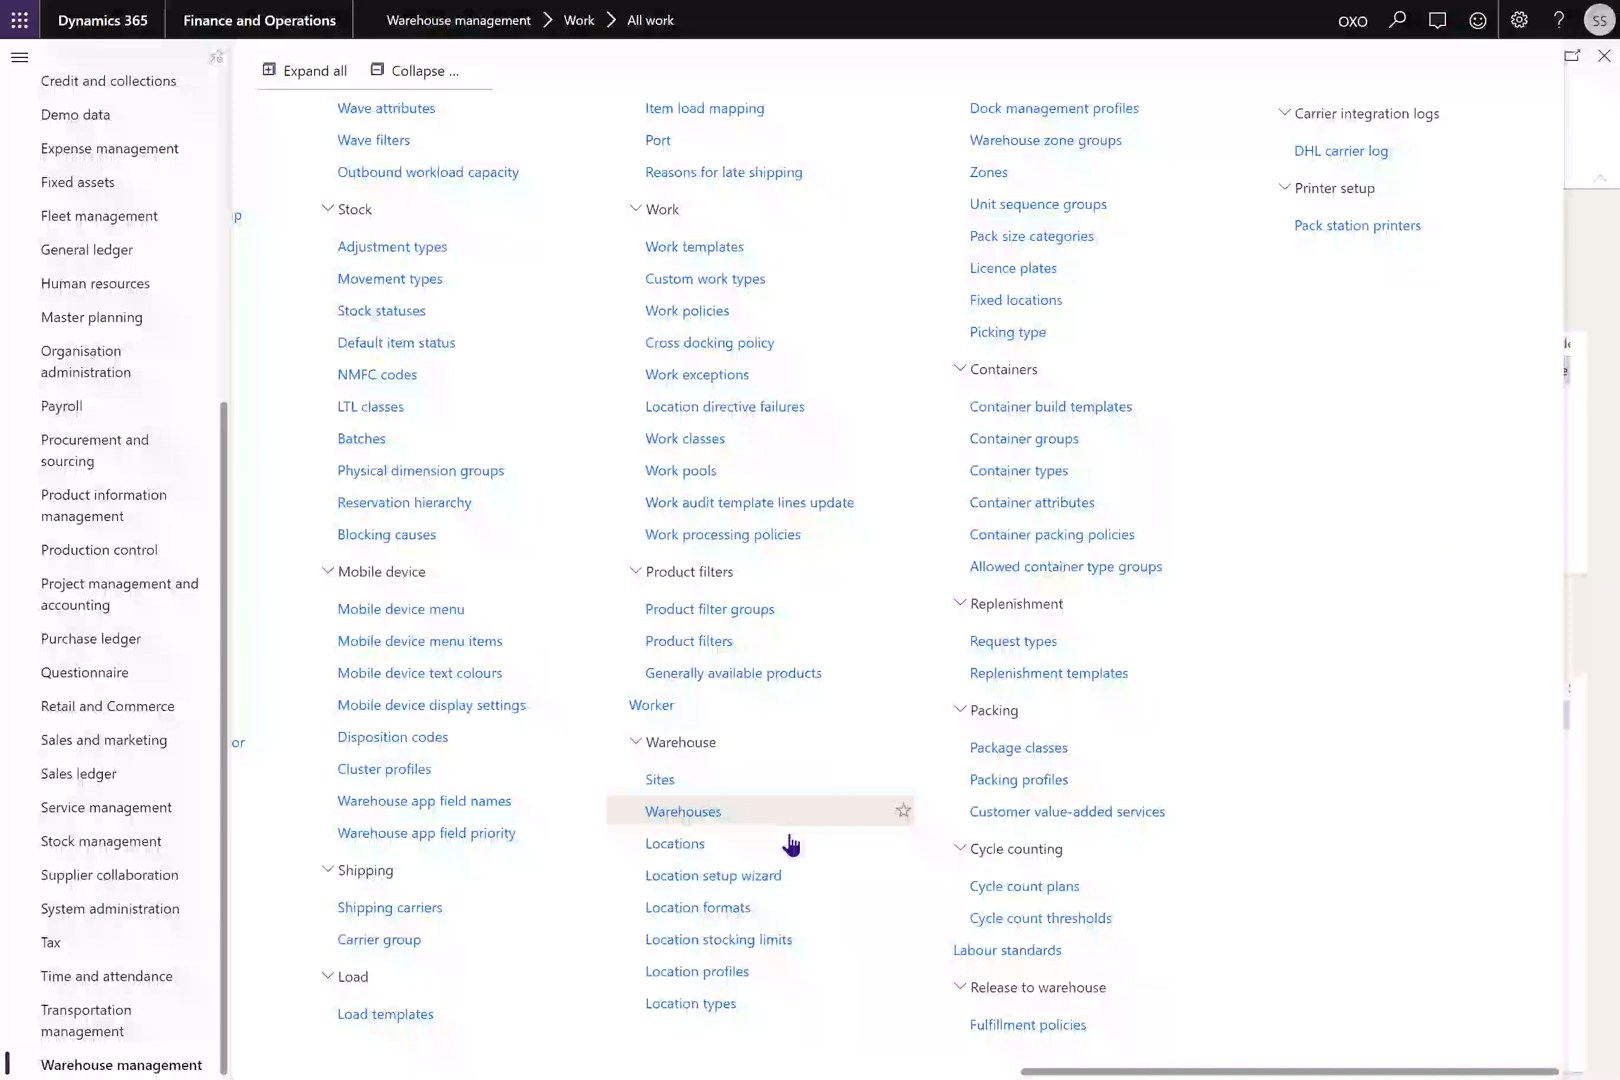 Dynamics 365
Finance and Operations
Warehouse management
Work
All work
OXO
?
SS
Expand all
Collapse ...
Credit and collections
Demo data
Expense management
Fixed assets
Fleet management
General ledger
Human resources
Master planning
Organisation
administration
Payroll
Procurement and
sourcing
Product information
management
Production control
Project management and
accounting
Purchase ledger
Questionnaire
Retail and Commerce
Sales and marketing
Sales ledger
Service management
Stock management
Supplier collaboration
System administration
Tax
Time and attendance
Transportation
management
Warehouse management
p
or
Wave attributes
Wave filters
Outbound workload capacity
Stock
Adjustment types
Movement types
Stock statuses
Default item status
NMFC codes
LTL classes
Batches
Physical dimension groups
Reservation hierarchy
Blocking causes
Mobile device
Mobile device menu
Mobile device menu items
Mobile device text colours
Mobile device display settings
Disposition codes
Cluster profiles
Warehouse app field names
Warehouse app field priority
Shipping
Shipping carriers
Carrier group
Load
Load templates
Item load mapping
Port
Reasons for late shipping
Work
Work templates
Custom work types
Work policies
Cross docking policy
Work exceptions
Location directive failures
Work classes
Work pools
Work audit template lines update
Work processing policies
Product filters
Product filter groups
Product filters
Generally available products
Worker
Warehouse
Sites
Warehouses
Locations
Location setup wizard
Location formats
Location stocking limits
Location profiles
Location types
Dock management profiles
Warehouse zone groups
Zones
Unit sequence groups
Pack size categories
Licence plates
Fixed locations
Picking type
Containers
Container build templates
Container groups
Container types
Container attributes
Container packing policies
Allowed container type groups
Replenishment
Request types
Replenishment templates
Packing
Package classes
Packing profiles
Customer value-added services
Cycle counting
Cycle count plans
Cycle count thresholds
Labour standards
Release to warehouse
Fulfillment policies
Carrier integration logs
DHL carrier log
Printer setup
Pack station printers